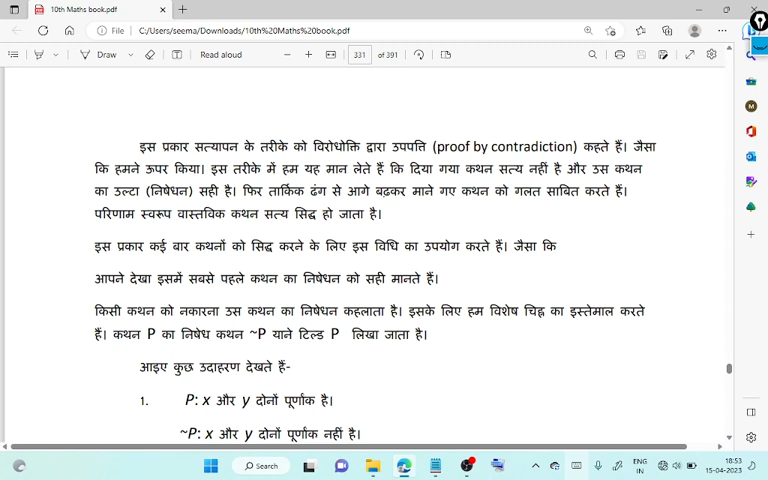 10th Maths book.pdf
File C:/Users/seema/Downloads/10th%20Maths%20book.pdf
Draw Read aloud 331 of 391
इस प्रकार सत्यापन के तरीके को विरोधोक्ति द्वारा उपपत्ति (proof by contradiction) कहते हैं। जैसा
कि हमने ऊपर किया। इस तरीके में हम यह मान लेते हैं कि दिया गया कथन सत्य नहीं है और उस कथन
का उल्टा (निषेधन) सही है। फिर तार्किक ढंग से आगे बढ़कर माने गए कथन को गलत साबित करते हैं।
परिणाम स्वरूप वास्तविक कथन सत्य सिद्ध हो जाता है।
इस प्रकार कई बार कथनों को सिद्ध करने के लिए इस विधि का उपयोग करते हैं। जैसा कि
आपने देखा इसमें सबसे पहले कथन का निषेधन को सही मानते हैं।
किसी कथन को नकारना उस कथन का निषेधन कहलाता है। इसके लिए हम विशेष चिह्न का इस्तेमाल करते
हैं। कथन P का निषेध कथन ~P याने टिल्ड P लिखा जाता है।
आइए कुछ उदाहरण देखते हैं-
1. P: x और y दोनों पूर्णांक है।
~P: x और y दोनों पूर्णांक नहीं है।
Search
ENG
IN
18:53
15-04-2023